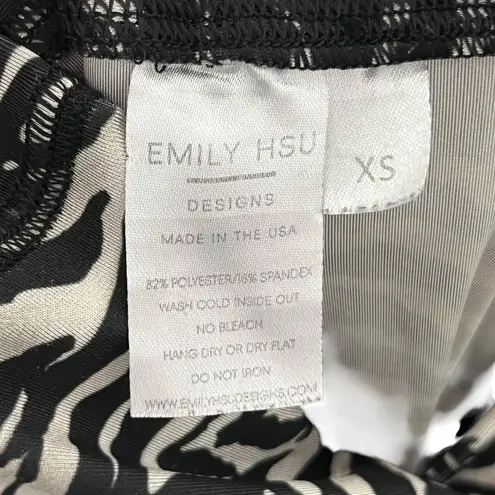 EMILY HSU
DESIGNS
MADE IN THE USA
82% POLYESTER/18% SPANDEX
WASH COLD INSIDE OUT
NO BLEACH
HANG DRY OR DRY FLAT
DO NOT IRON
WWW.EMILYHSUDESIGNS.COM
XS